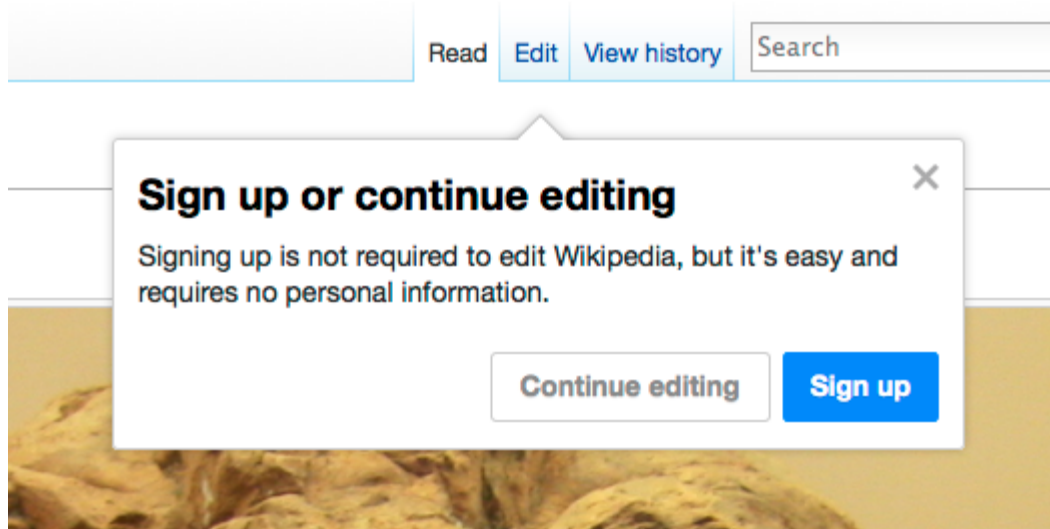 Read Edit View history Search
Sign up or continue editing
Signing up is not required to edit Wikipedia, but it's easy and
requires no personal information.
Continue editing Sign up